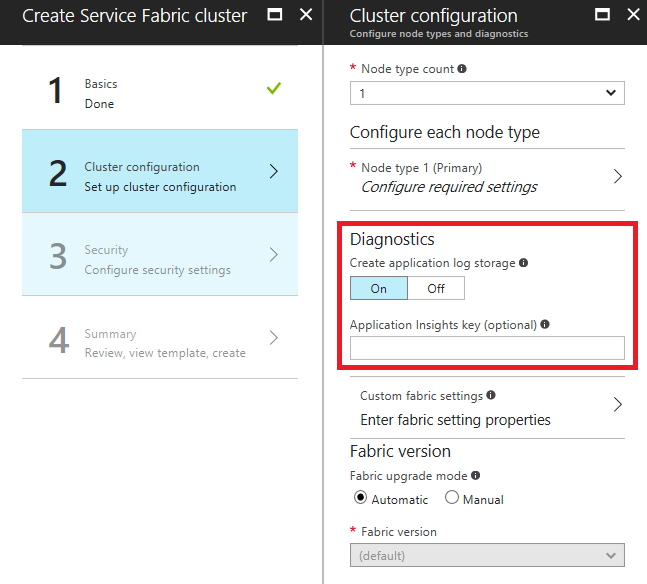 Create Service Fabric cluster
1
Basics
Done
2
Cluster configuration
Set up cluster configuration
3
Security
Configure security settings
4
Summary
Review, view template, create
Cluster configuration
Configure node types and diagnostics
* Node type count
1
Configure each node type
* Node type 1 (Primary)
Configure required settings
Diagnostics
Create application log storage
On Off
Application Insights key (optional)
Custom fabric settings
Enter fabric setting properties
Fabric version
Fabric upgrade mode
Automatic Manual
* Fabric version
(default)